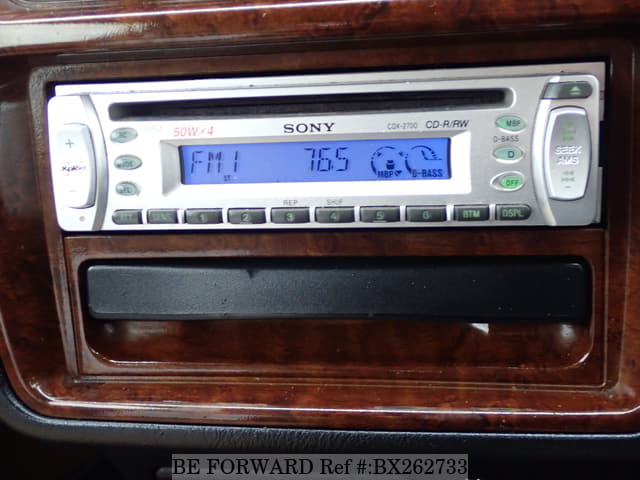 50W×4 SONY CDX-2700 CD-R/RW MBP
D-BASS
+ Xplod FM1 76.5 D SEEK AMS
ST MBP D-BASS OFF
REP SHUF
1 2 3 4 5 6 BTM DSPL
BE FORWARD Ref #:BX262733